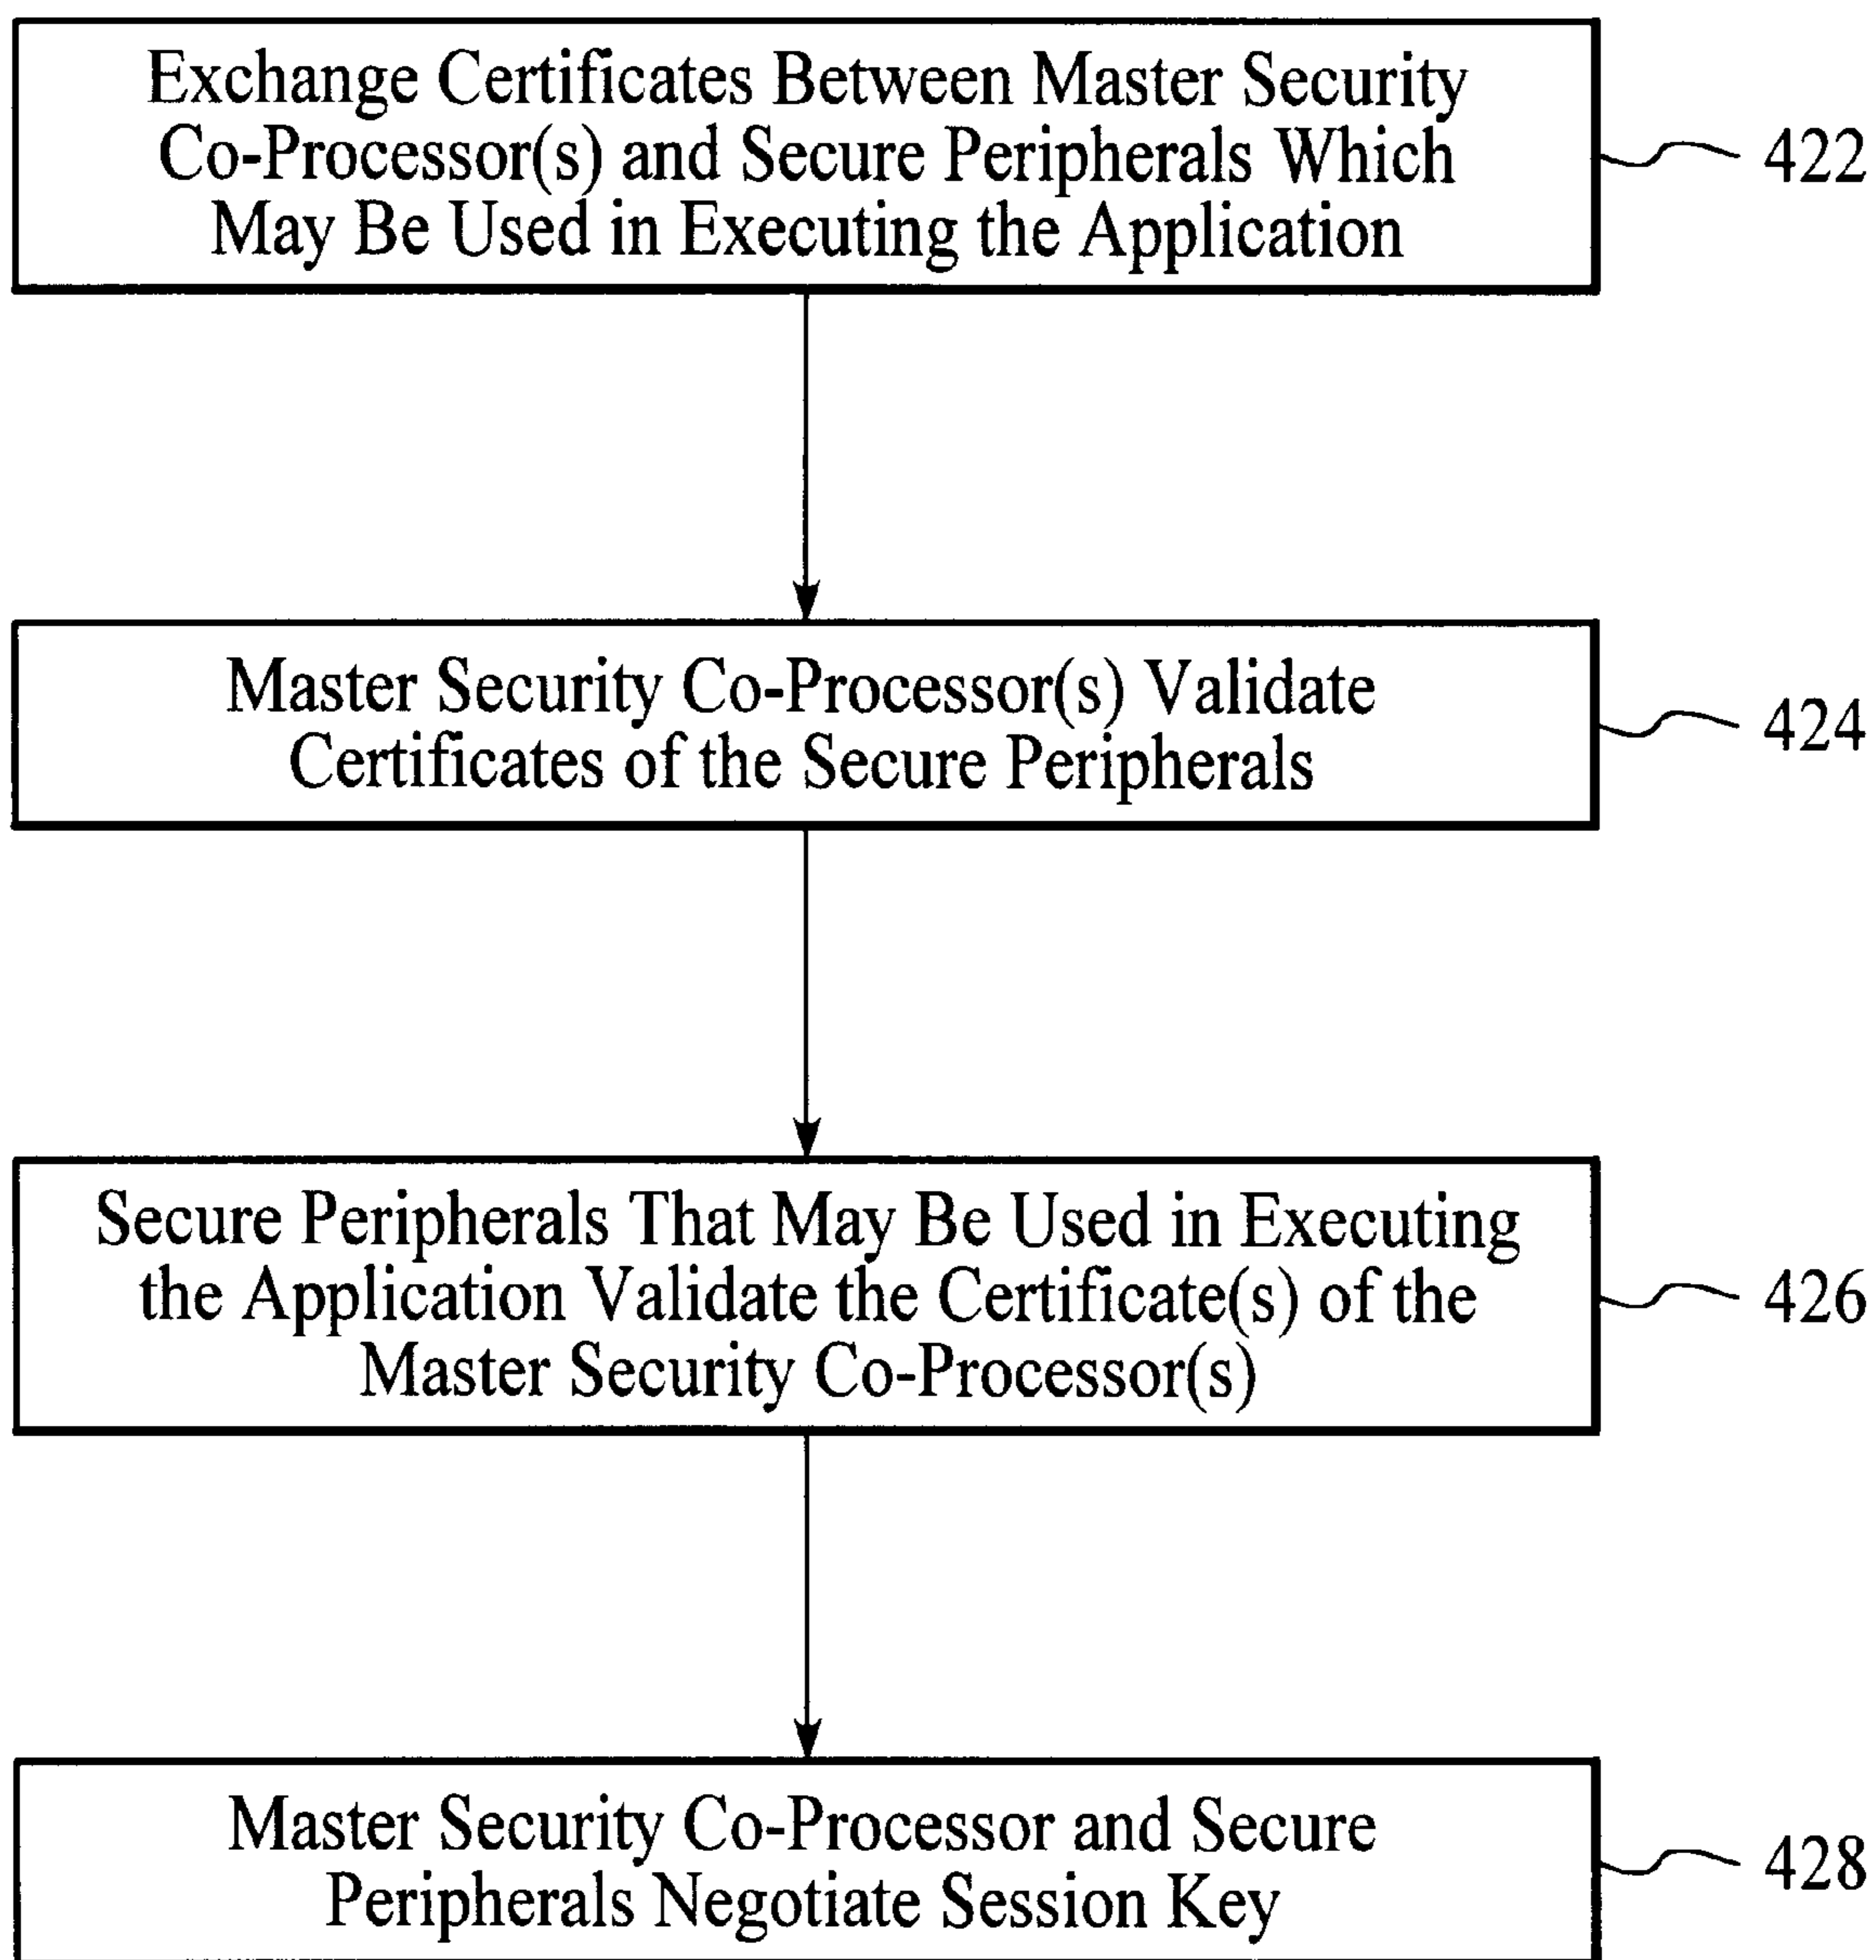 Exchange Certificates Between Master Security
Co-Processor(s) and Secure Peripherals Which
May Be Used in Executing the Application
422
Master Security Co-Processor(s) Validate
Certificates of the Secure Peripherals
424
Secure Peripherals That May Be Used in Executing
the Application Validate the Certificate(s) of the
Master Security Co-Processor(s)
426
Master Security Co-Processor and Secure
Peripherals Negotiate Session Key
428